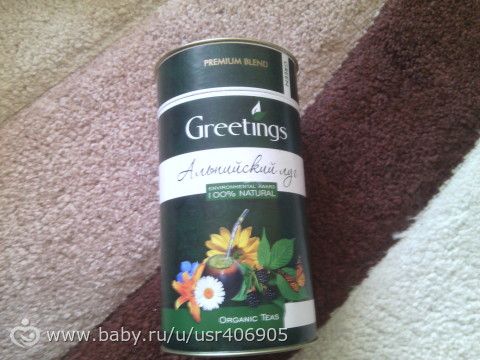 PREMIUM BLEND
Greetings
Альпийский луг
ENVIRONMENTAL AWARD
100% NATURAL
ORGANIC TEAS
www.baby.ru/u/usr406905